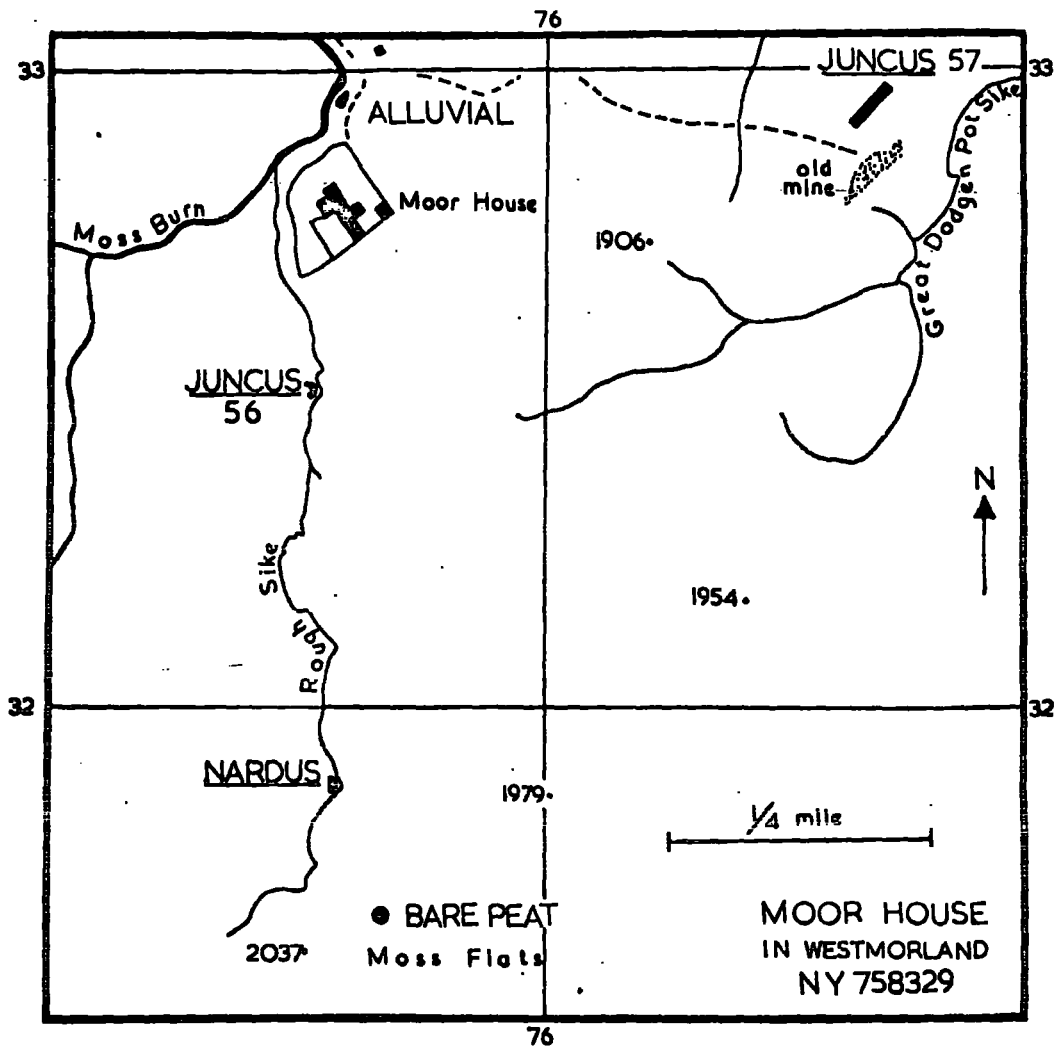 76
33
JUNCUS 57
33
ALLUVIAL
Great Dodgen Pot Sike
old
mine
Moor House
Moss Burn
1906
JUNCUS
56
N
Sike
Rough
1954
32
32
NARDUS
1979
1/4 mile
BARE PEAT
Moss Flats
2037
MOOR HOUSE
IN WESTMORLAND
NY 758329
76